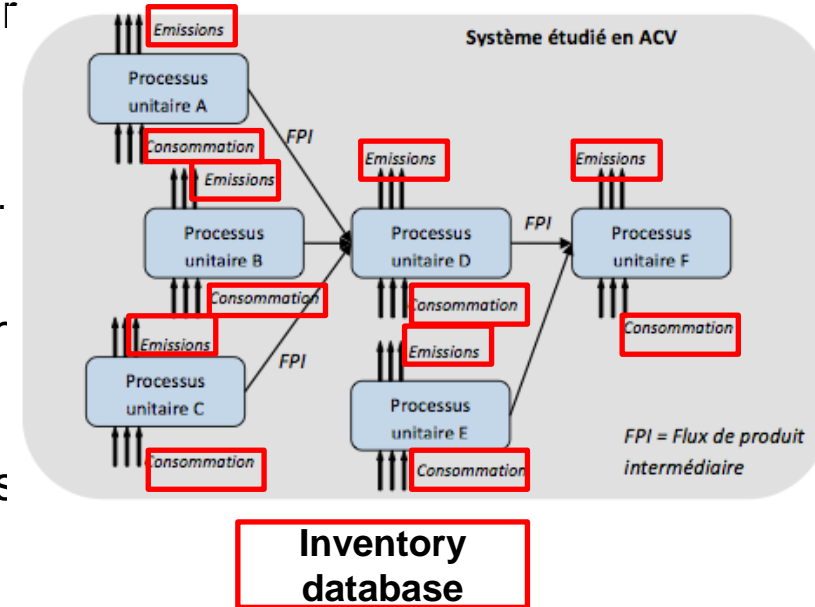 r
Emissions
Système étudié en ACV
Processus
unitaire A
Consommation
FPI
Emissions
Processus
unitaire B
Consommation
Emissions
Processus
unitaire D
Consommation
FPI
Emissions
Processus
unitaire F
Consommation
Emissions
Processus
unitaire C
Consommation
FPI
Emissions
Processus
unitaire E
Consommation
FPI = Flux de produit
intermédiaire
Inventory
database